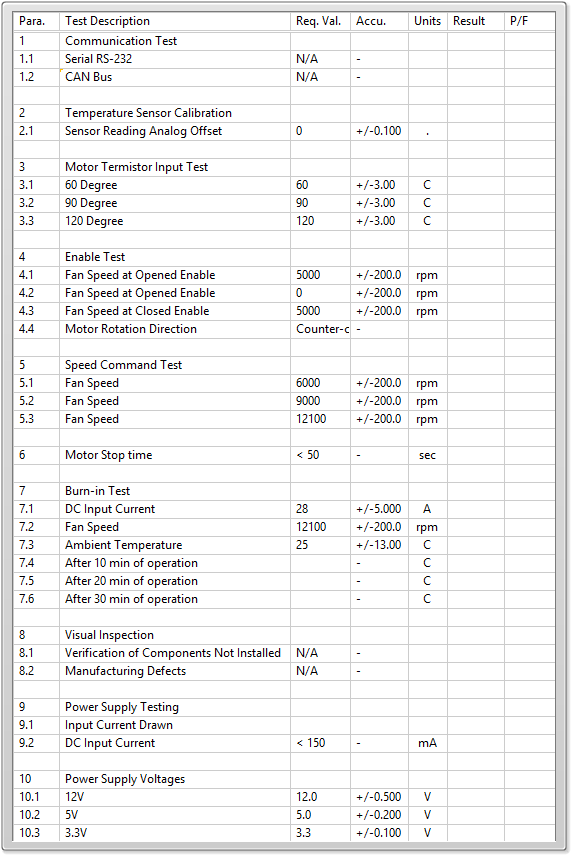 Para. Test Description Req. Val. Accu. Units Result P/F
1 Communication Test
1.1 Serial RS-232 N/A -
1.2 CAN Bus N/A -
2 Temperature Sensor Calibration
2.1 Sensor Reading Analog Offset 0 +/-0.100 .
3 Motor Termistor Input Test
3.1 60 Degree 60 +/-3.00 C
3.2 90 Degree 90 +/-3.00 C
3.3 120 Degree 120 +/-3.00 C
4 Enable Test
4.1 Fan Speed at Opened Enable 5000 +/-200.0 rpm
4.2 Fan Speed at Opened Enable 0 +/-200.0 rpm
4.3 Fan Speed at Closed Enable 5000 +/-200.0 rpm
4.4 Motor Rotation Direction Counter-c -
5 Speed Command Test
5.1 Fan Speed 6000 +/-200.0 rpm
5.2 Fan Speed 9000 +/-200.0 rpm
5.3 Fan Speed 12100 +/-200.0 rpm
6 Motor Stop time < 50 - sec
7 Burn-in Test
7.1 DC Input Current 28 +/-5.000 A
7.2 Fan Speed 12100 +/-200.0 rpm
7.3 Ambient Temperature 25 +/-13.00 C
7.4 After 10 min of operation - C
7.5 After 20 min of operation - C
7.6 After 30 min of operation - C
8 Visual Inspection
8.1 Verification of Components Not Installed N/A -
8.2 Manufacturing Defects N/A -
9 Power Supply Testing
9.1 Input Current Drawn
9.2 DC Input Current < 150 - mA
10 Power Supply Voltages
10.1 12V 12.0 +/-0.500 V
10.2 5V 5.0 +/-0.200 V
10.3 3.3V 3.3 +/-0.100 V